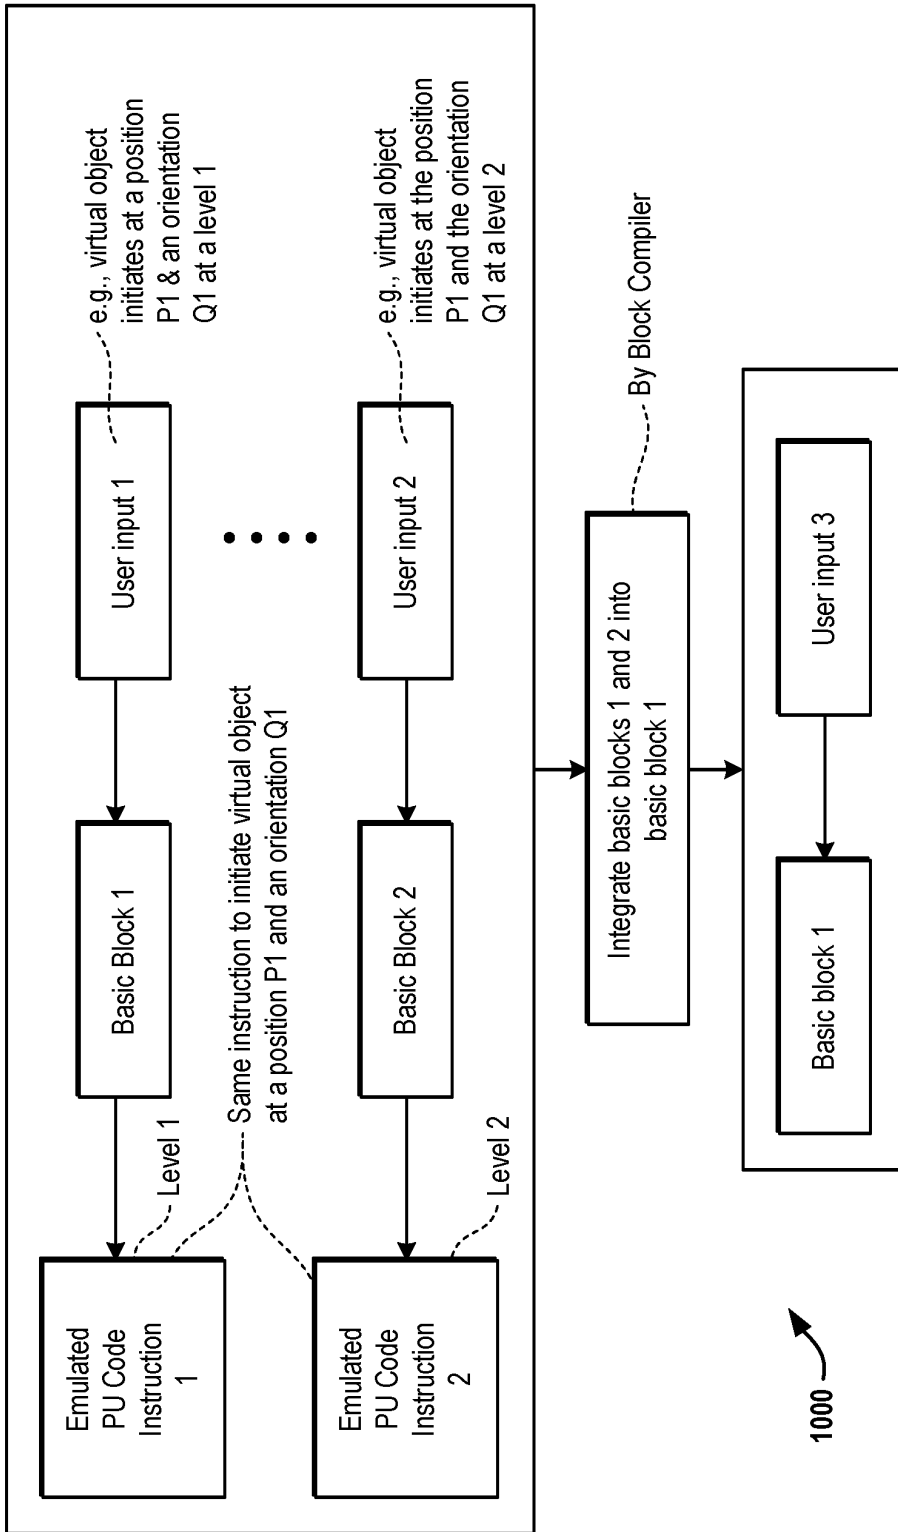 Emulated
PU Code
Instruction
1
Level 1
Basic Block 1
User input 1
e.g., virtual object
initiates at a position
P1 & an orientation
Q1 at a level 1
Same instruction to initiate virtual object
at a position P1 and an orientation Q1
Emulated
PU Code
Instruction
2
Level 2
Basic Block 2
User input 2
e.g., virtual object
initiates at the position
P1 and the orientation
Q1 at a level 2
Integrate basic blocks 1 and 2 into
basic block 1
By Block Compiler
Basic block 1
User input 3
1000